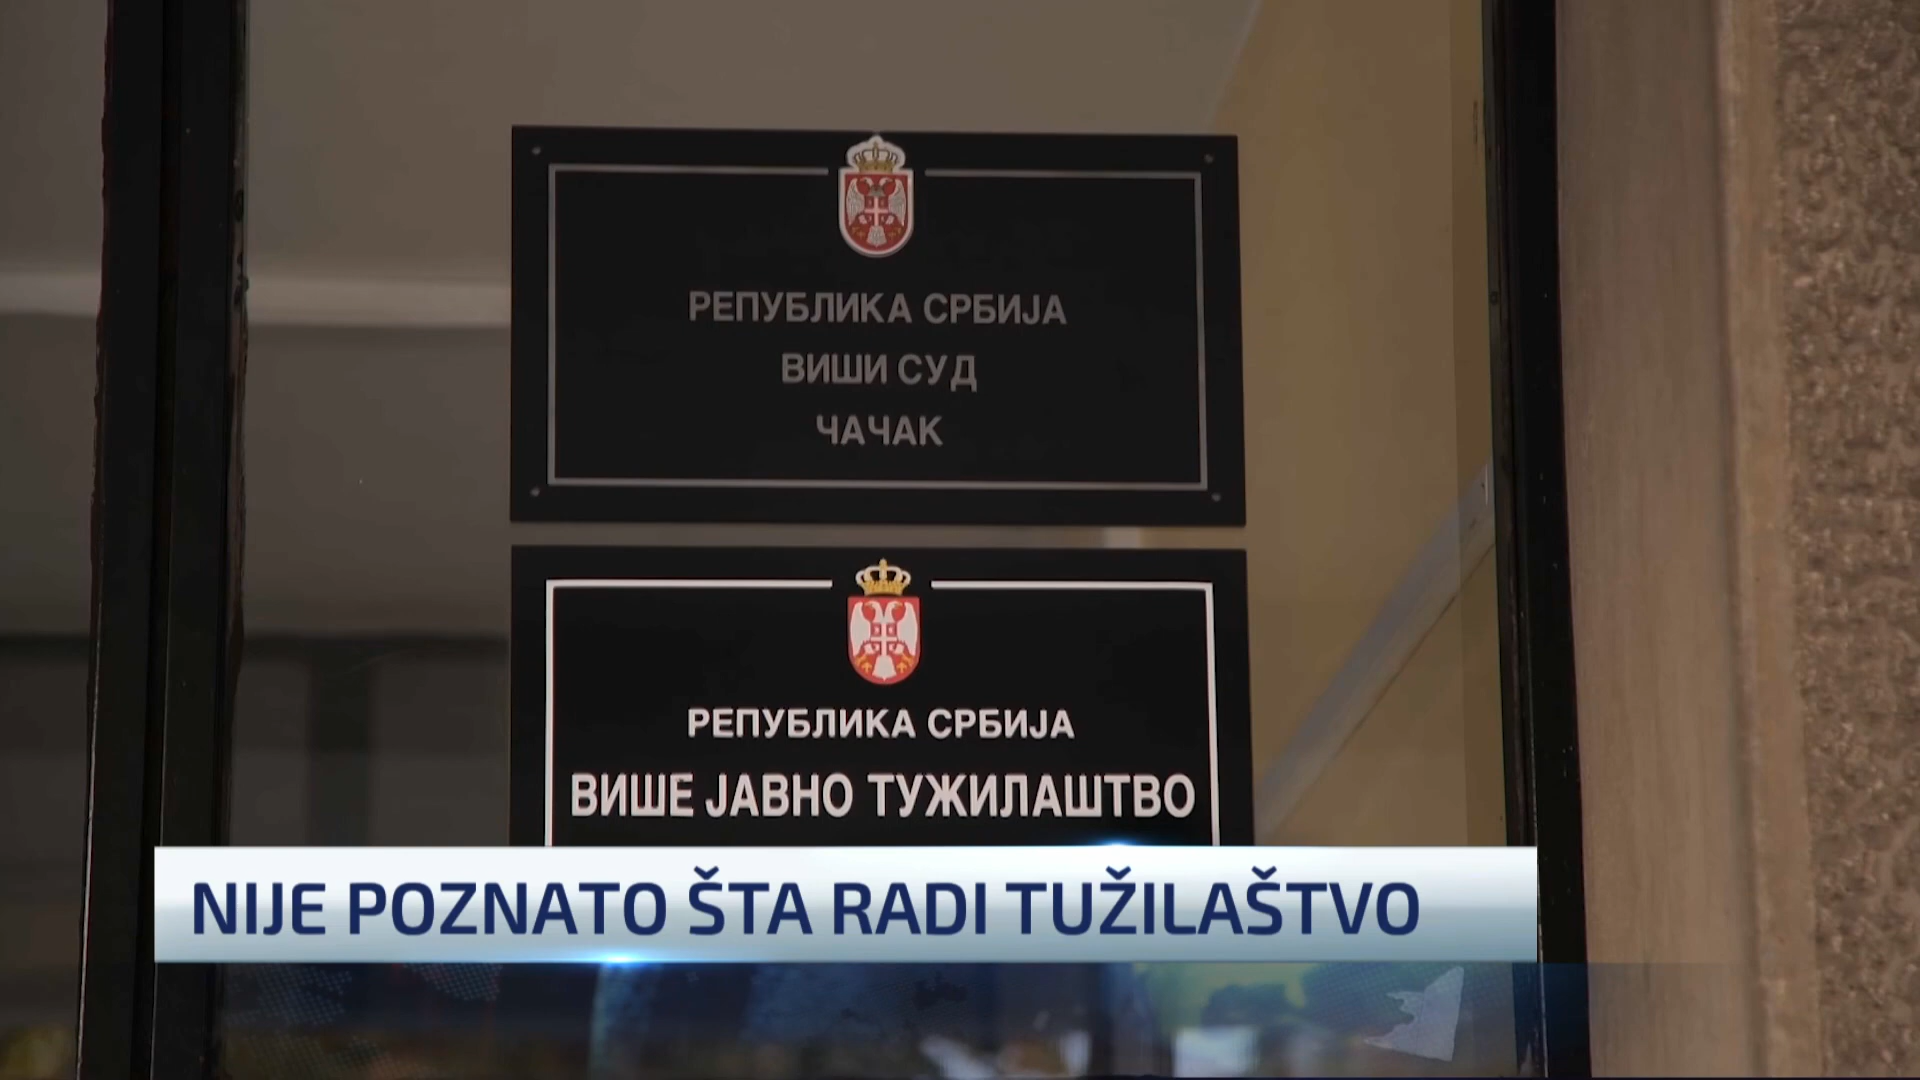 РЕПУБЛИКА СРБИЈА
ВИШИ СУД
ЧАЧАК
РЕПУБЛИКА СРБИЈА
ВИШЕ ЈАВНО ТУЖИЛАШТВО
NIJE POZNATO ŠTA RADI TUŽILAŠTVO